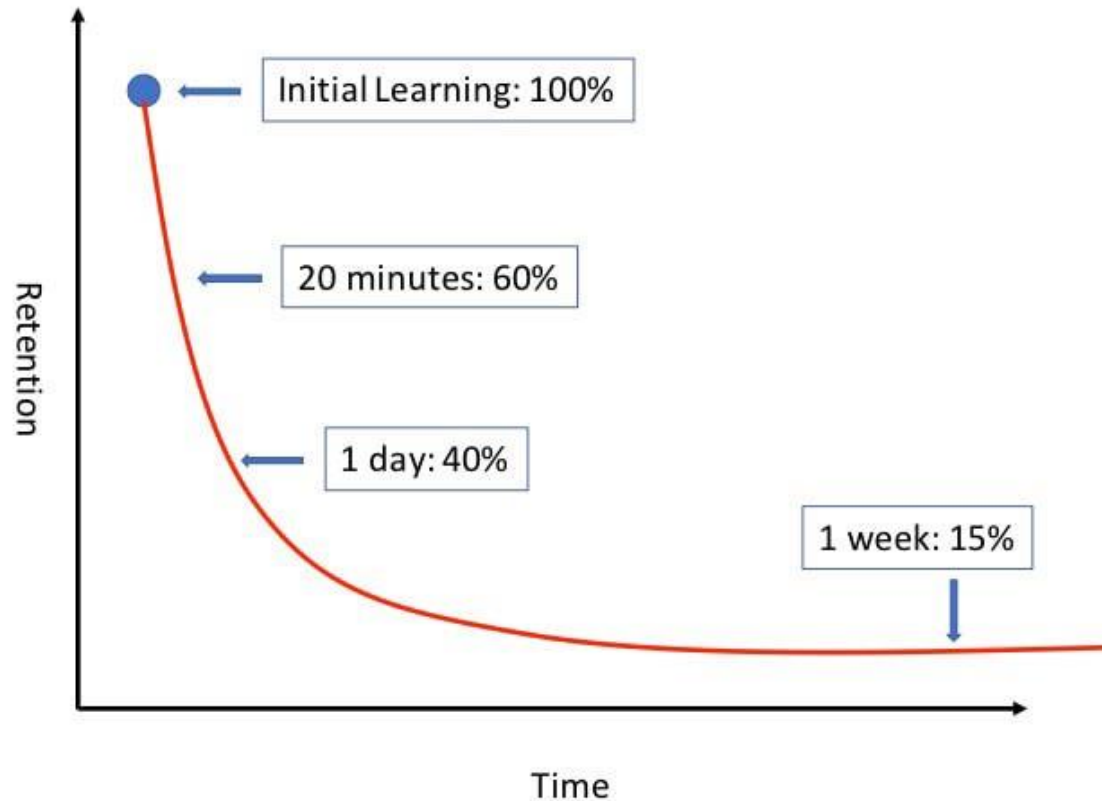 Initial Learning: 100%
20 minutes: 60%
Retention
1 day: 40%
1 week: 15%
Time